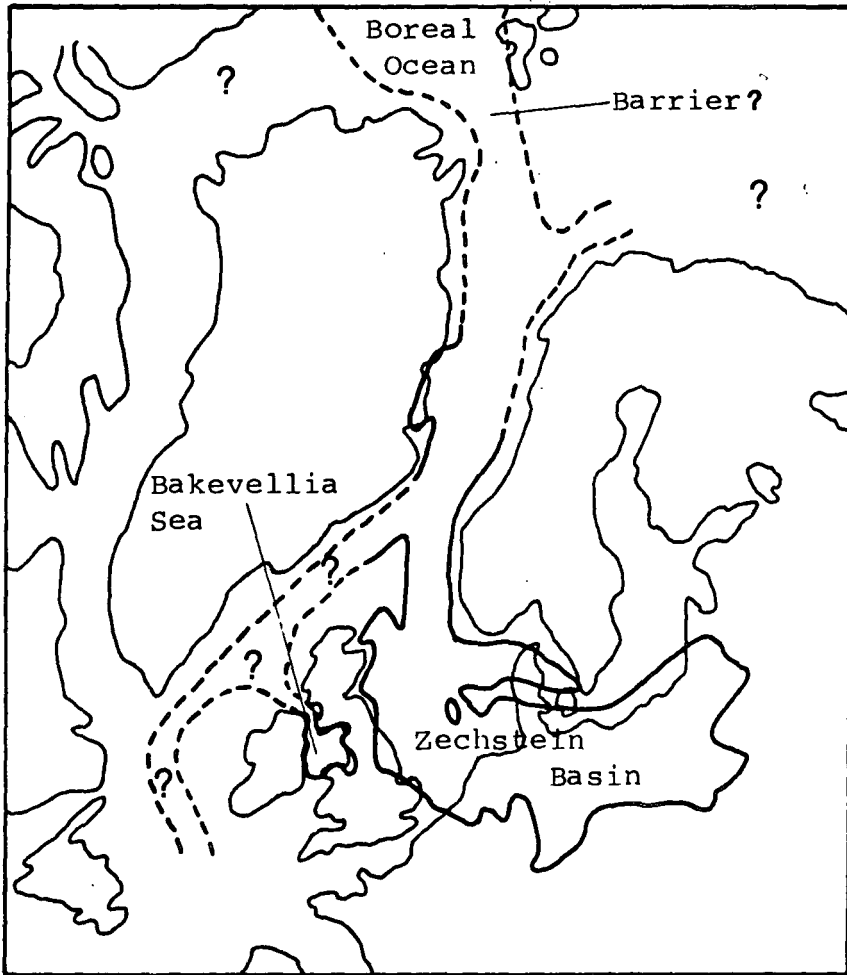 Boreal
Ocean
?
Barrier?
?
Bakevellia
Sea
?
?
Zechstein
Basin
?